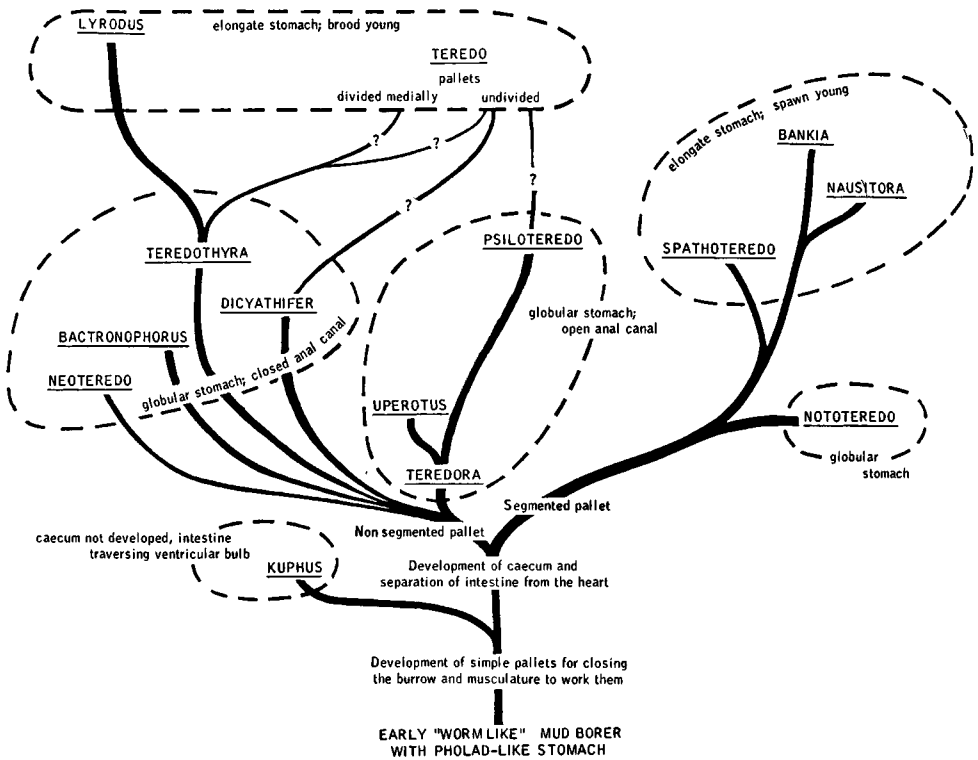 LYRODUS
elongate stomach; brood young
TEREDO
pallets
divided medially
undivided
?
?
?
?
elongate stomach; spawn young
BANKIA
NAUSITORA
SPATHOTEREDO
PSILOTEREDO
TEREDOTHYRA
DICYATHIFER
globular stomach;
open anal canal
BACTRONOPHORUS
NEOTEREDO
globular stomach; closed anal canal
UPEROTUS
NOTOTEREDO
globular
stomach
TEREDORA
Segmented pallet
Non segmented pallet
caecum not developed, intestine
traversing ventricular bulb
KUPHUS
Development of caecum and
separation of intestine from the heart
Development of simple pallets for closing
the burrow and musculature to work them
EARLY "WORMLIKE" MUD BORER
WITH PHOLAD-LIKE STOMACH